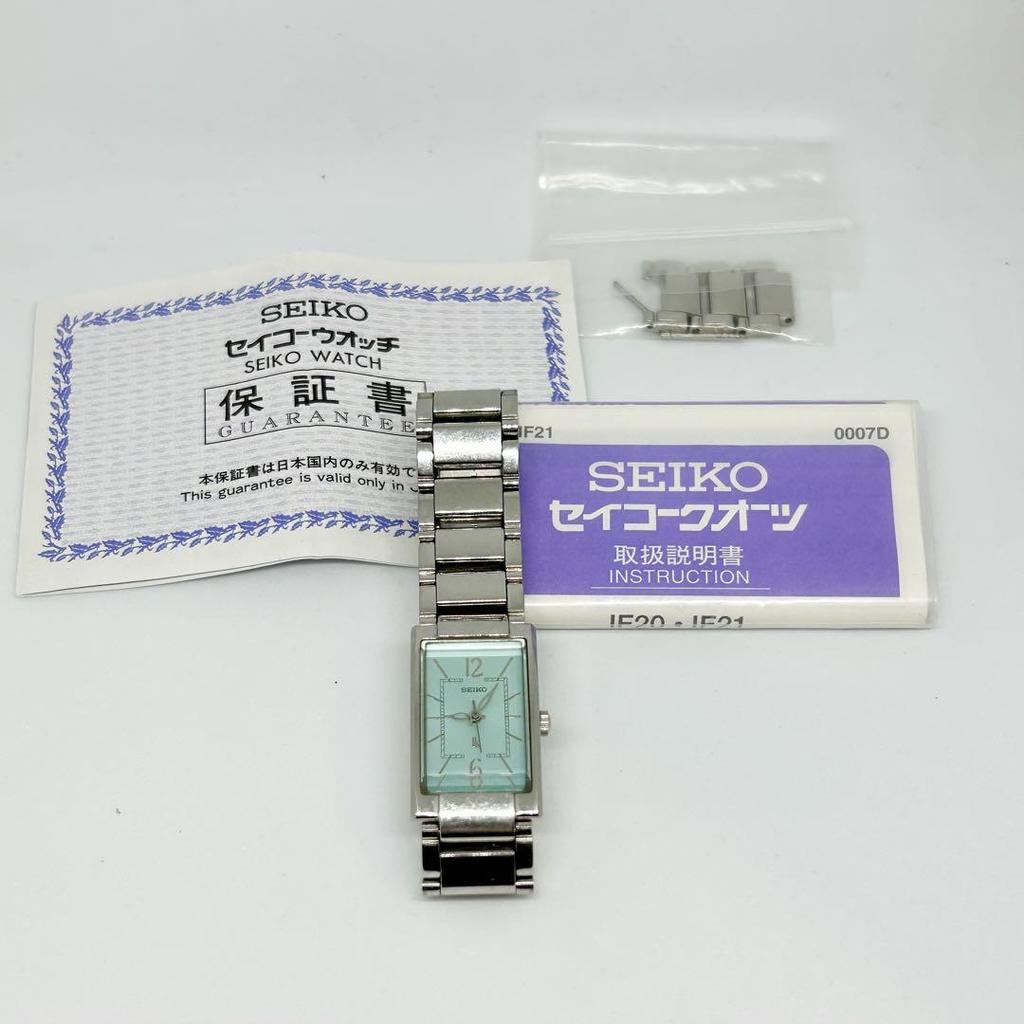 SEIKO
セイコーウオッチ
SEIKO WATCH
保証書
GUARANTEE
本保証書は日本国内のみ有効で
This guarantee is valid only in
IF21
0007D
SEIKO
セイコークオーツ
取扱説明書
INSTRUCTION
12
SEIKO
6